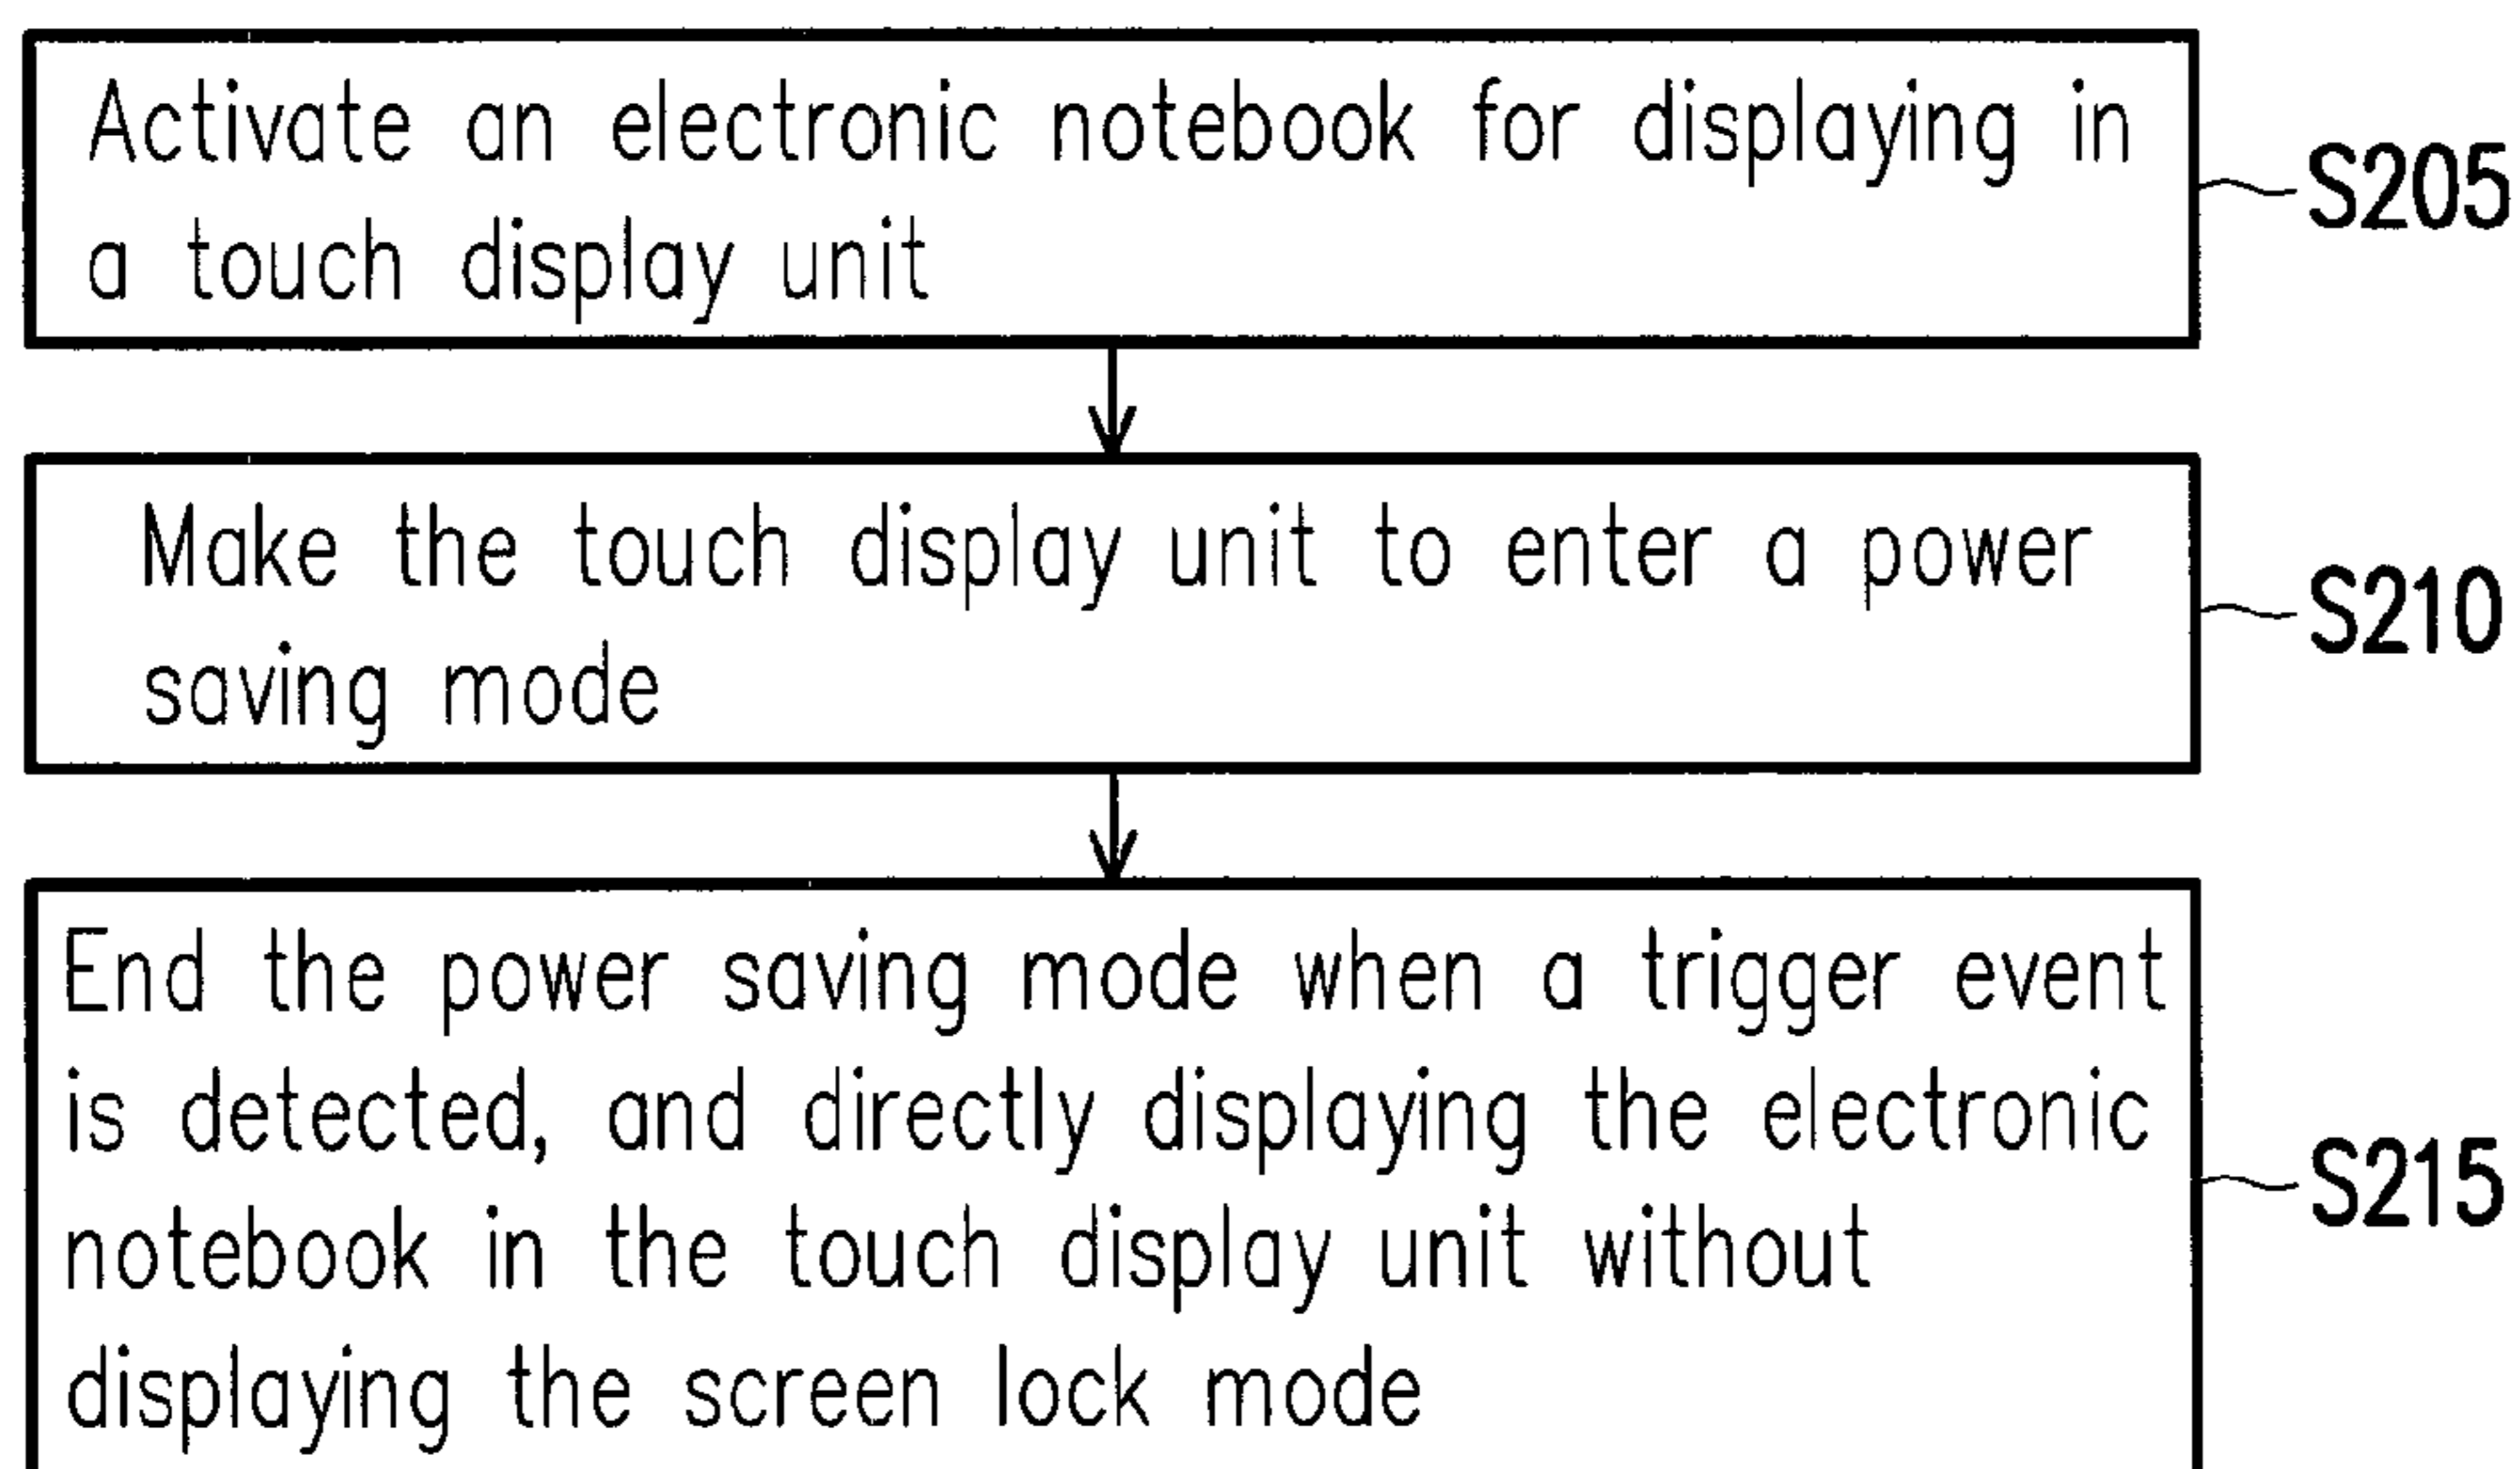 Activate an electronic notebook for displaying in
a touch display unit
S205
Make the touch display unit to enter a power
saving mode
S210
End the power saving mode when a trigger event
is detected, and directly displaying the electronic
notebook in the touch display unit without
displaying the screen lock mode
S215